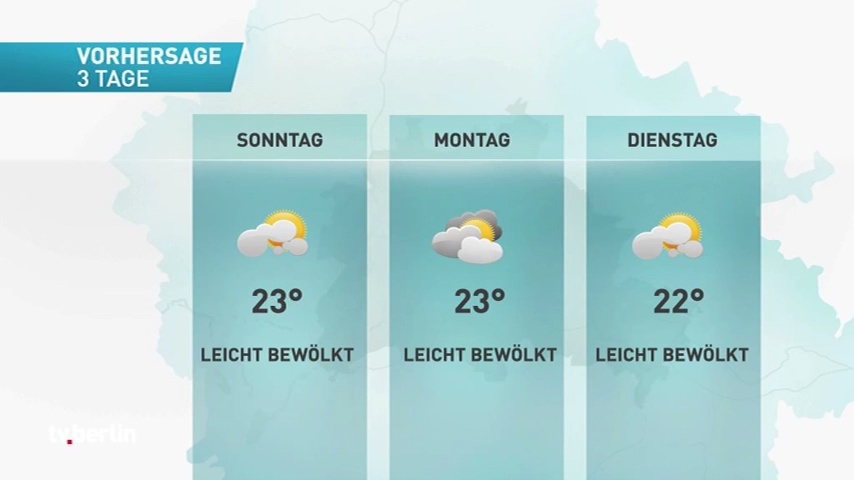 VORHERSAGE
3 TAGE
SONNTAG
MONTAG
DIENSTAG
23°
23°
22°
LEICHT BEWÖLKT
LEICHT BEWÖLKT
LEICHT BEWÖLKT
tv.berlin